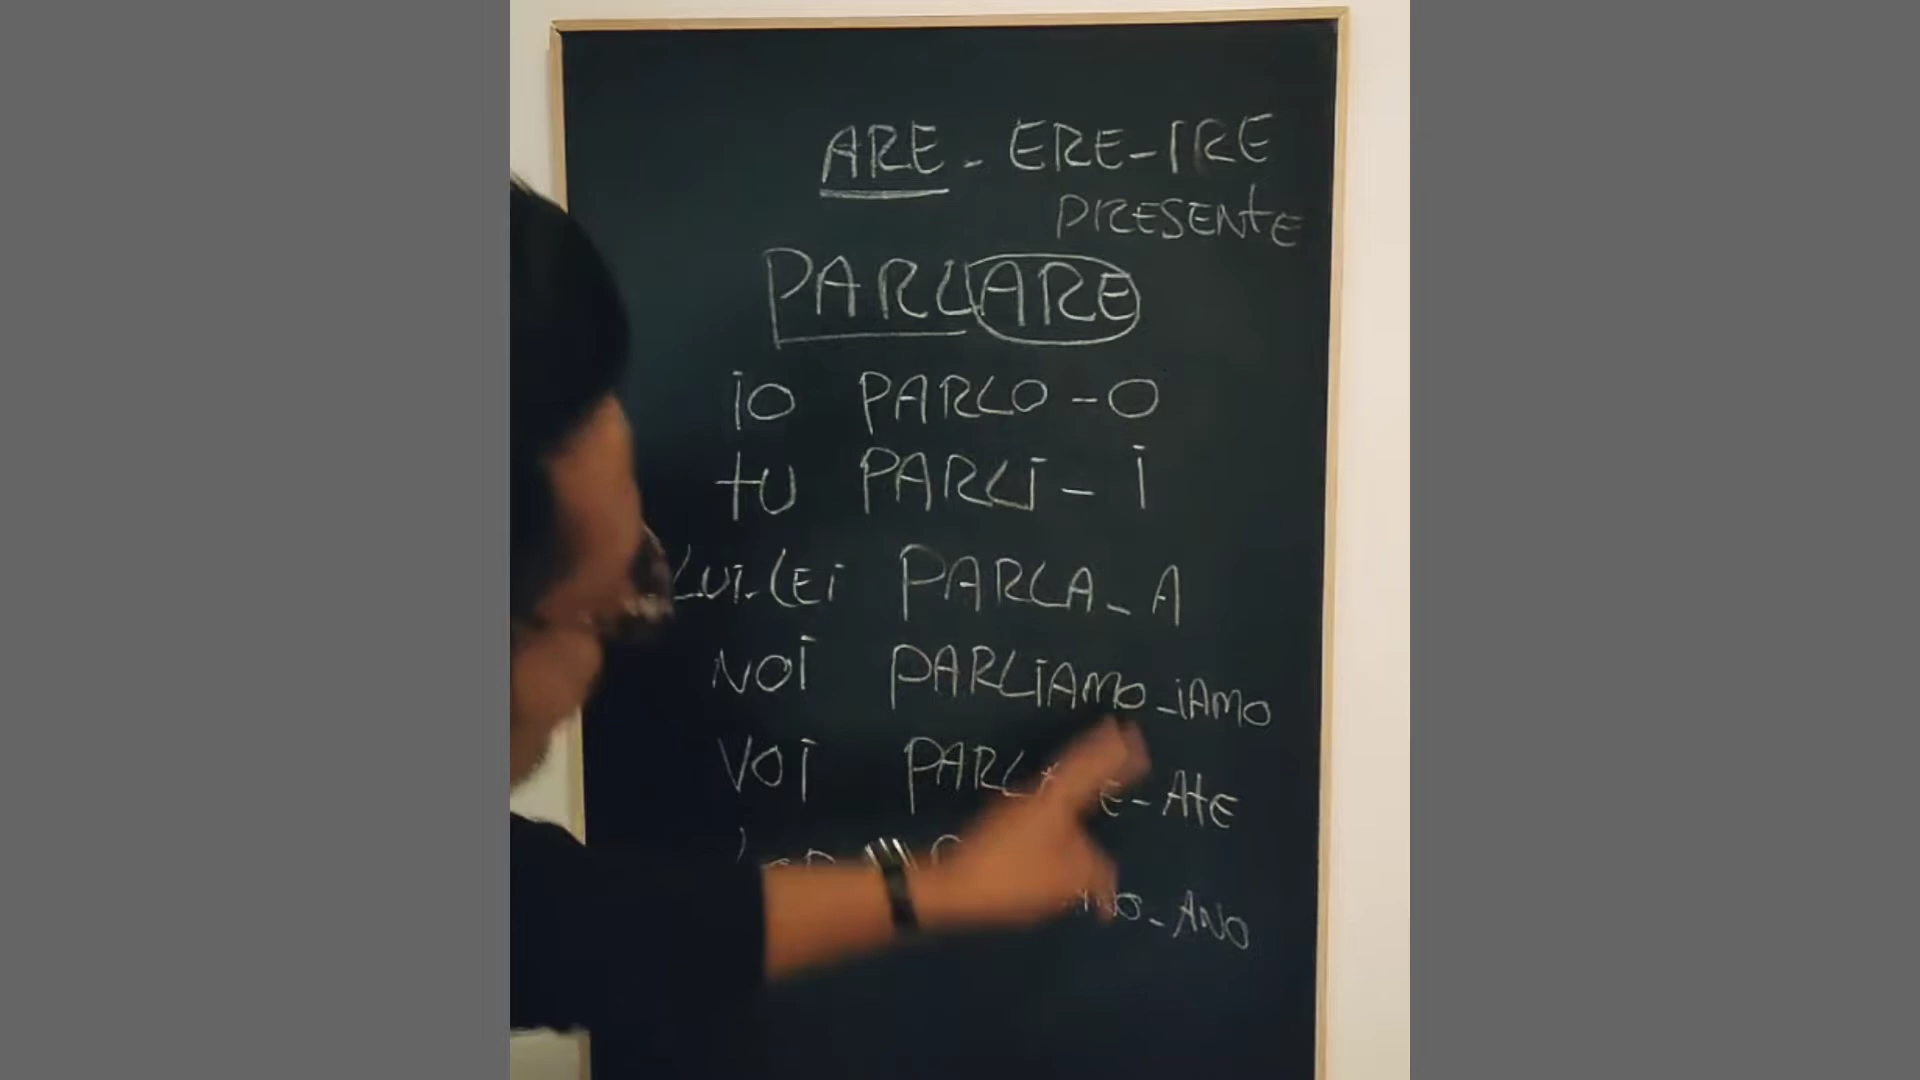 ARE - ERE - IRE
PRESENTE
PARLARE
io PARLO - O
tU PARLi - i
LUi - LEi PARLA - A
NOi PARLiAMO - iAMO
VOi - AtE
- ANO